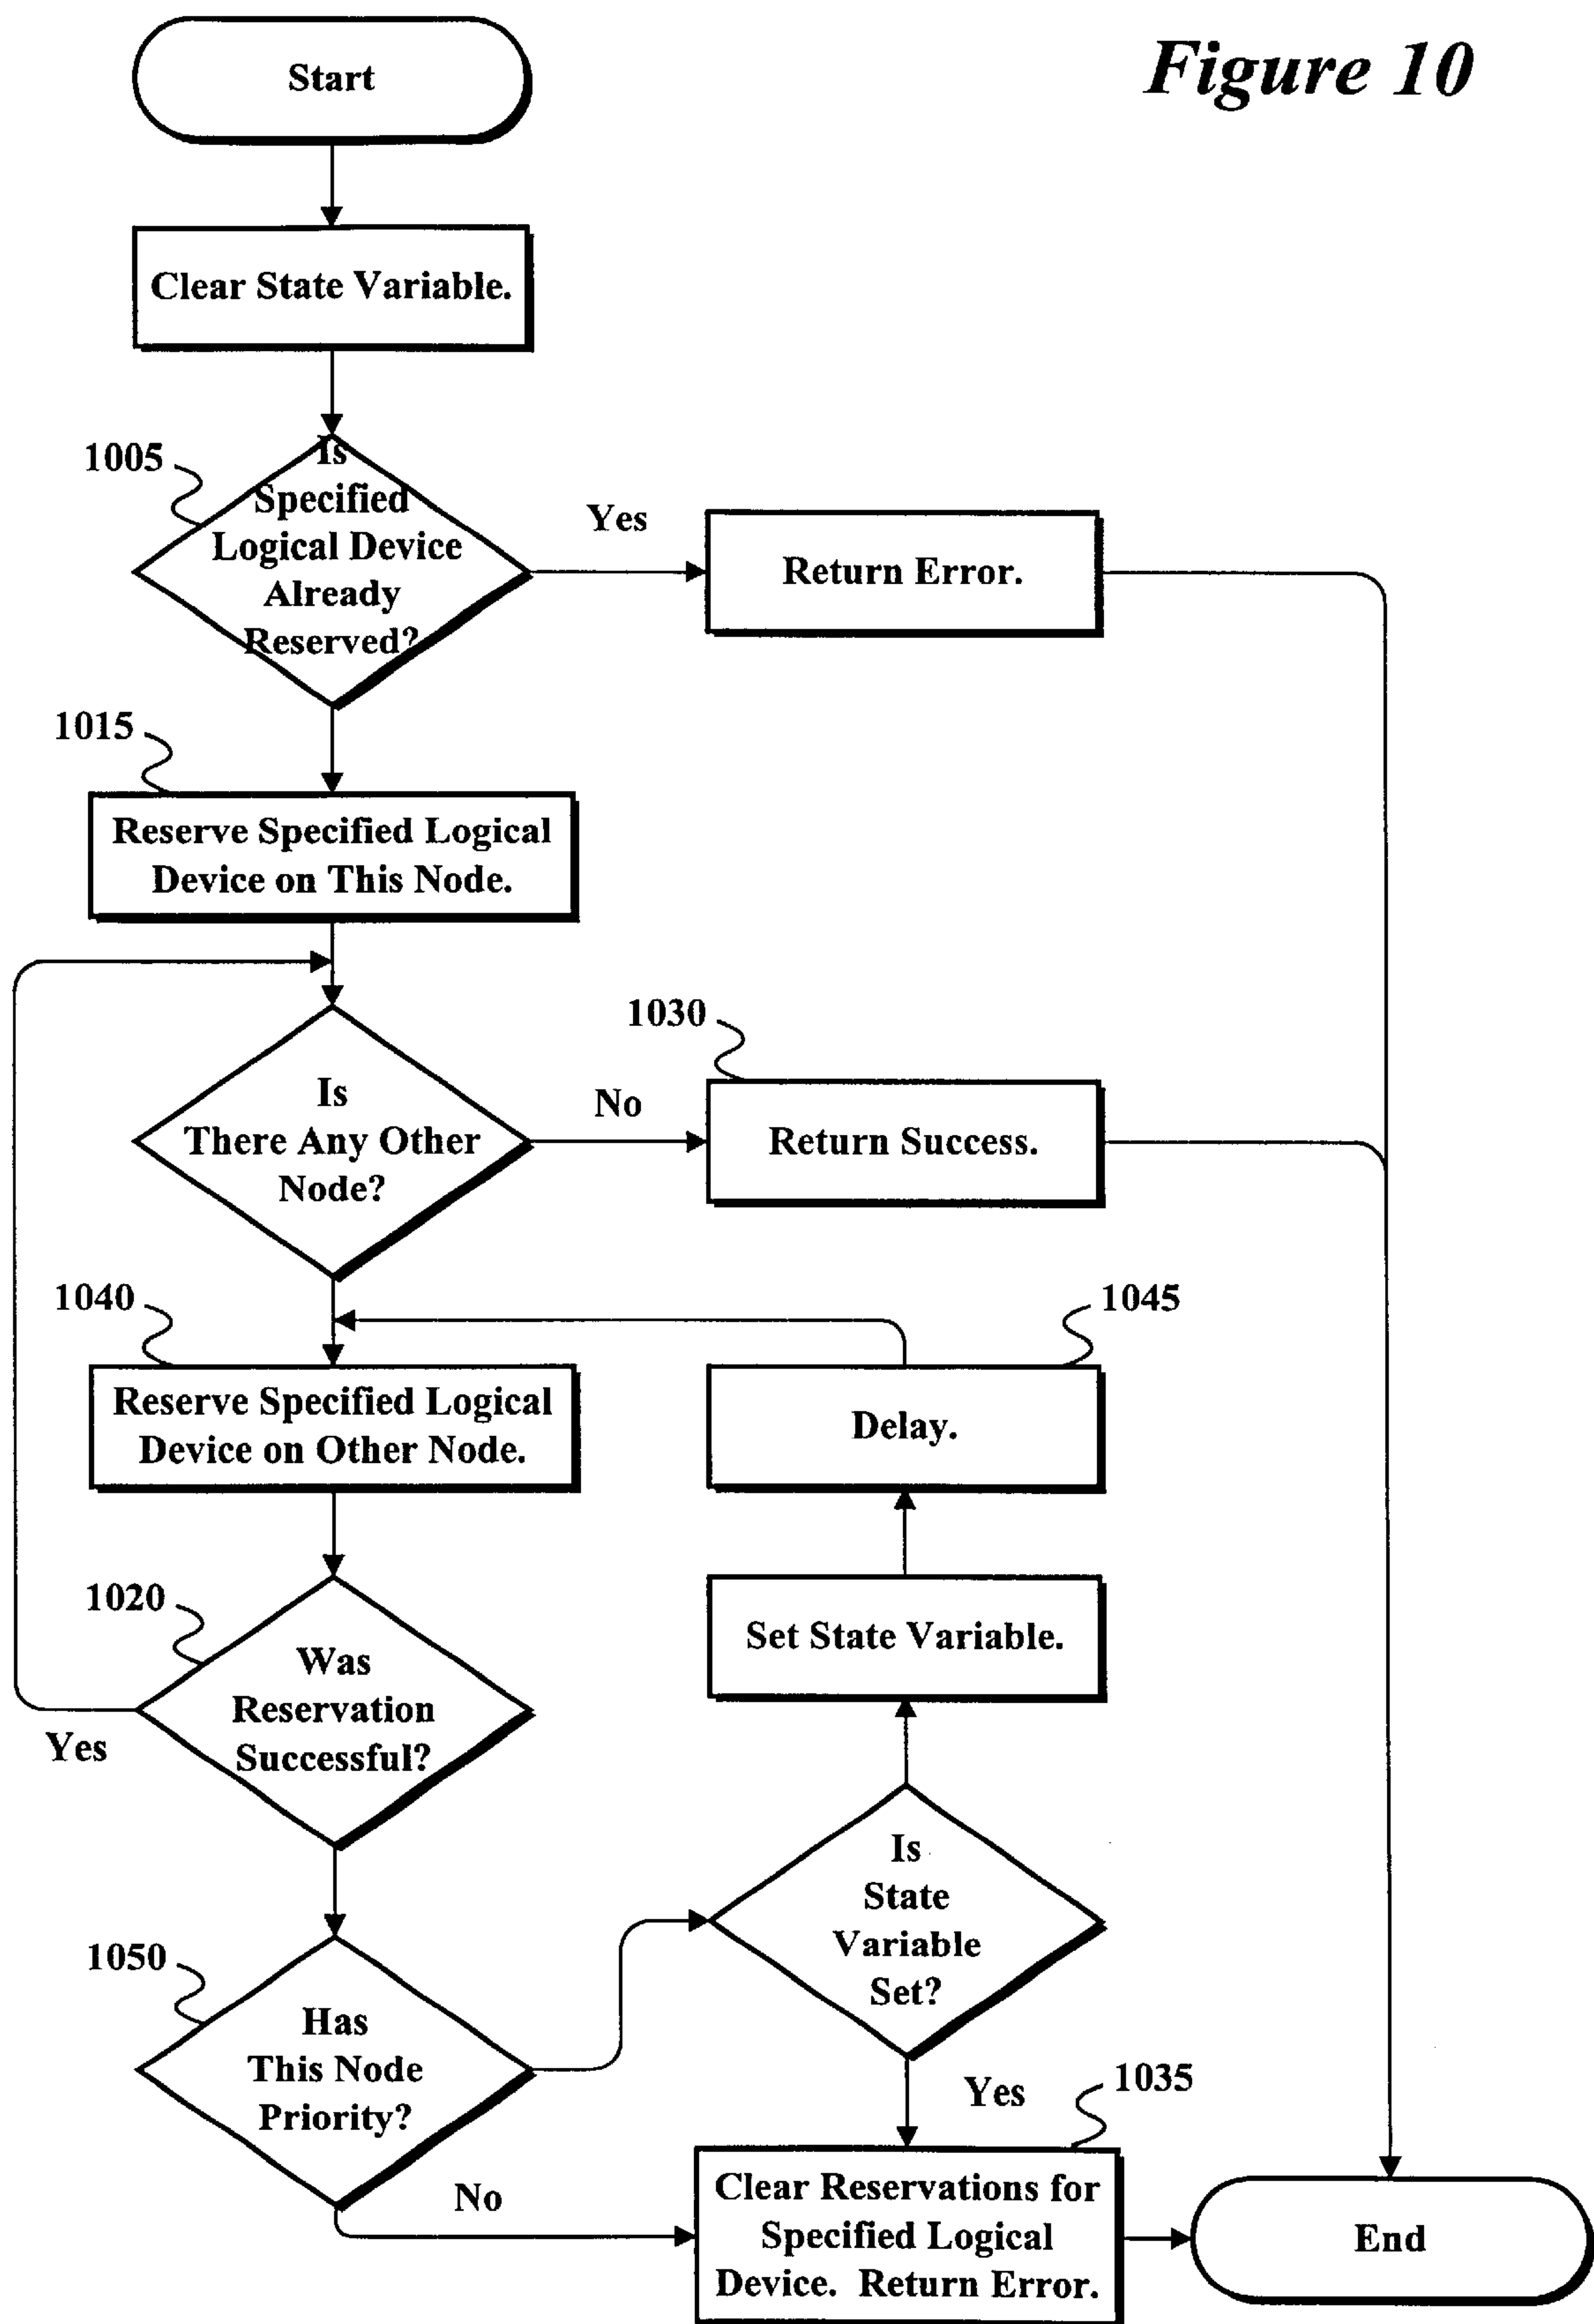 Figure 10
Start
Clear State Variable.
1005
Is
Specified
Logical Device
Already
Reserved?
Yes
Return Error.
1015
Reserve Specified Logical
Device on This Node.
1030
Is
There Any Other
Node?
No
Return Success.
1040
1045
Reserve Specified Logical
Device on Other Node.
Delay.
1020
Was
Reservation
Successful?
Yes
Set State Variable.
Is
State
Variable
Set?
1050
Has
This Node
Priority?
Yes
1035
No
Clear Reservations for
Specified Logical
Device. Return Error.
End